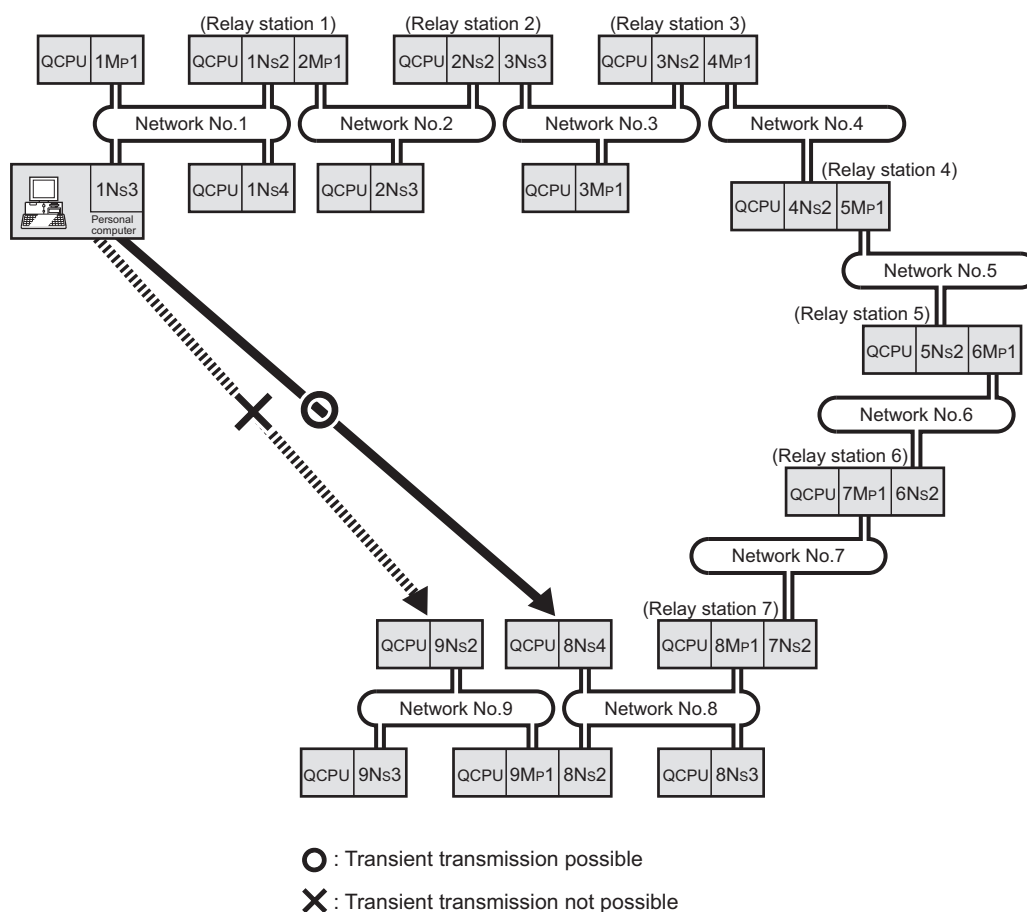 (Relay station 1)
(Relay station 2)
(Relay station 3)
QCPU 1MP1
QCPU 1NS2 2MP1
QCPU 2NS2 3NS3
QCPU 3NS2 4MP1
Network No.1
Network No.2
Network No.3
Network No.4
1NS3
Personal
computer
QCPU 1NS4
QCPU 2NS3
QCPU 3MP1
(Relay station 4)
QCPU 4NS2 5MP1
Network No.5
(Relay station 5)
QCPU 5NS2 6MP1
Network No.6
(Relay station 6)
QCPU 7MP1 6NS2
Network No.7
(Relay station 7)
QCPU 9NS2
QCPU 8NS4
QCPU 8MP1 7NS2
Network No.9
Network No.8
QCPU 9NS3
QCPU 9MP1 8NS2
QCPU 8NS3
: Transient transmission possible
: Transient transmission not possible